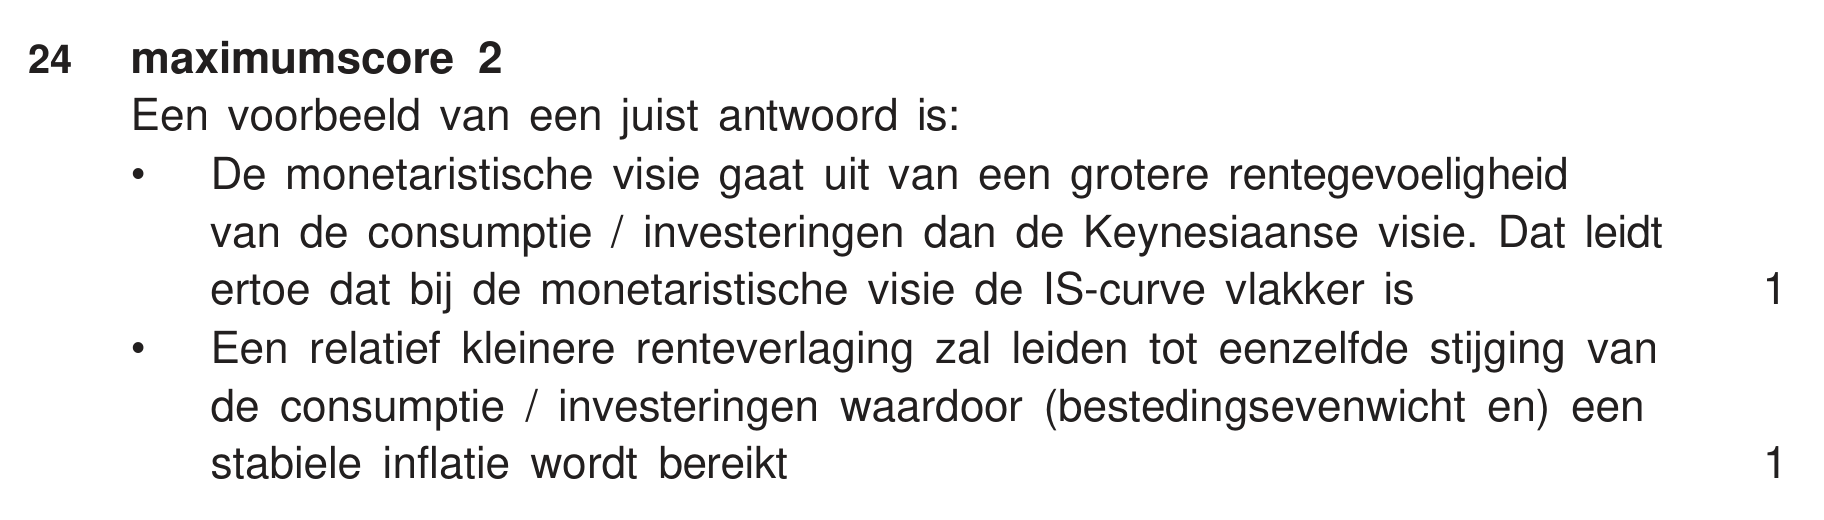 24 maximumscore 2
Een voorbeeld van een juist antwoord is:
• De monetaristische visie gaat uit van een grotere rentegevoeligheid
van de consumptie / investeringen dan de Keynesiaanse visie. Dat leidt
ertoe dat bij de monetaristische visie de IS-curve vlakker is 1
• Een relatief kleinere renteverlaging zal leiden tot eenzelfde stijging van
de consumptie / investeringen waardoor (bestedingsevenwicht en) een
stabiele inflatie wordt bereikt 1